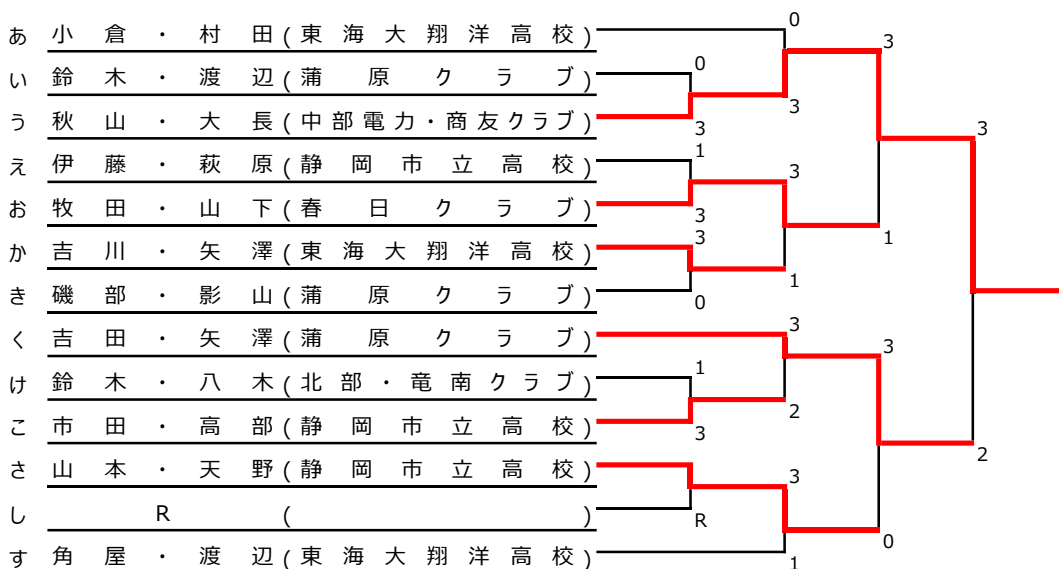 0
あ 小倉・村田(東海大翔洋高校)
3
い 鈴木・渡辺(蒲原クラブ)
0
3
う 秋山・大長(中部電力・商友クラブ)
3
3
え 伊藤・萩原(静岡市立高校)
1
3
お 牧田・山下(春日クラブ)
3
か 吉川・矢澤(東海大翔洋高校)
3
1
1
き 磯部・影山(蒲原クラブ)
0
く 吉田・矢澤(蒲原クラブ)
3
3
け 鈴木・八木(北部・竜南クラブ)
1
2
こ 市田・高部(静岡市立高校)
3
2
さ 山本・天野(静岡市立高校)
3
し R ( )
R
0
す 角屋・渡辺(東海大翔洋高校)
1